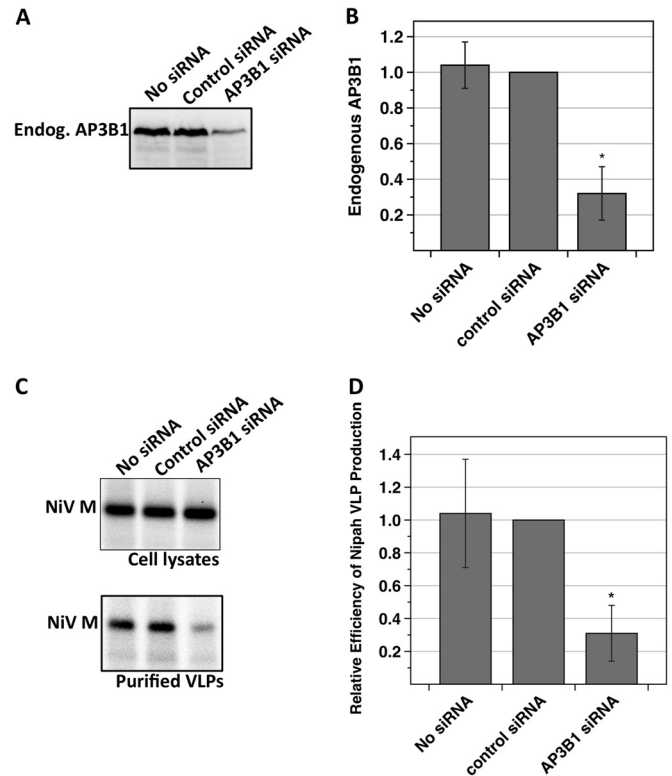 A
No siRNA
Control siRNA
AP3B1 siRNA
Endog. AP3B1
B
Endogenous AP3B1
1.2
1.0
0.8
0.6
0.4
0.2
*
No siRNA
control siRNA
AP3B1 siRNA
C
No siRNA
Control siRNA
AP3B1 siRNA
NiV M
Cell lysates
NiV M
Purified VLPs
D
Relative Efficiency of Nipah VLP Production
1.4
1.2
1.0
0.8
0.6
0.4
0.2
*
No siRNA
control siRNA
AP3B1 siRNA